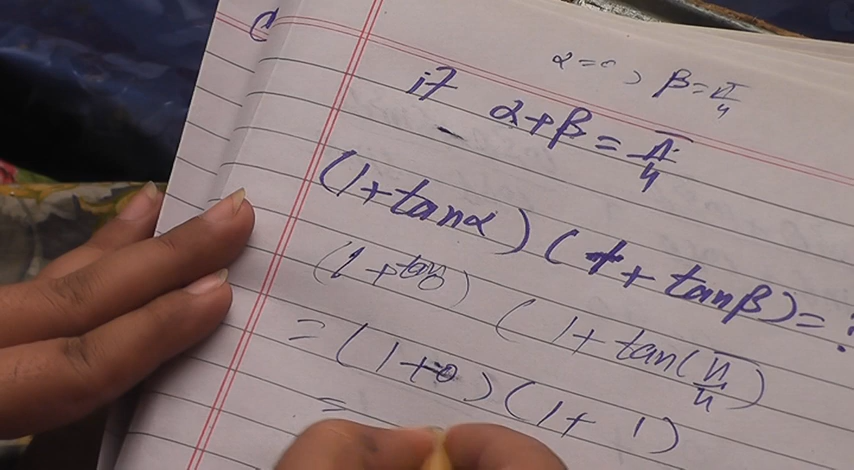 α = 0, β = π/4
if α + β = π/4
(1 + tanα) (1 + tanβ) = ?
(1 + tan0) (1 + tan(π/4)
= (1 + 0) (1 + 1)
=